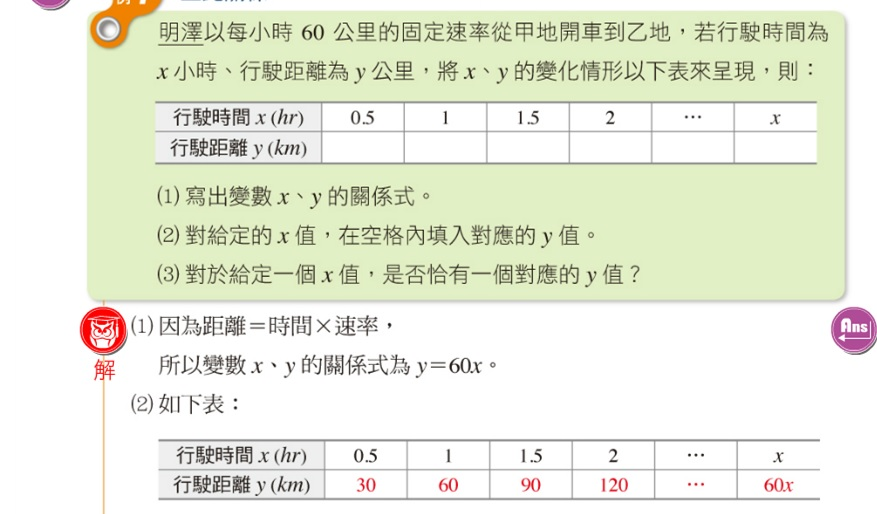 明澤以每小時 60 公里的固定速率從甲地開車到乙地，若行駛時間為
x 小時、行駛距離為 y 公里，將 x、y 的變化情形以下表來呈現，則：
行駛時間 x (hr) 0.5 1 1.5 2 … x
行駛距離 y (km)
⑴ 寫出變數 x、y 的關係式。
⑵ 對給定的 x 值，在空格內填入對應的 y 值。
⑶ 對於給定一個 x 值，是否恰有一個對應的 y 值？
⑴ 因為距離＝時間×速率，
Ans
解
所以變數 x、y 的關係式為 y＝60x。
⑵ 如下表：
行駛時間 x (hr) 0.5 1 1.5 2 … x
行駛距離 y (km) 30 60 90 120 … 60x